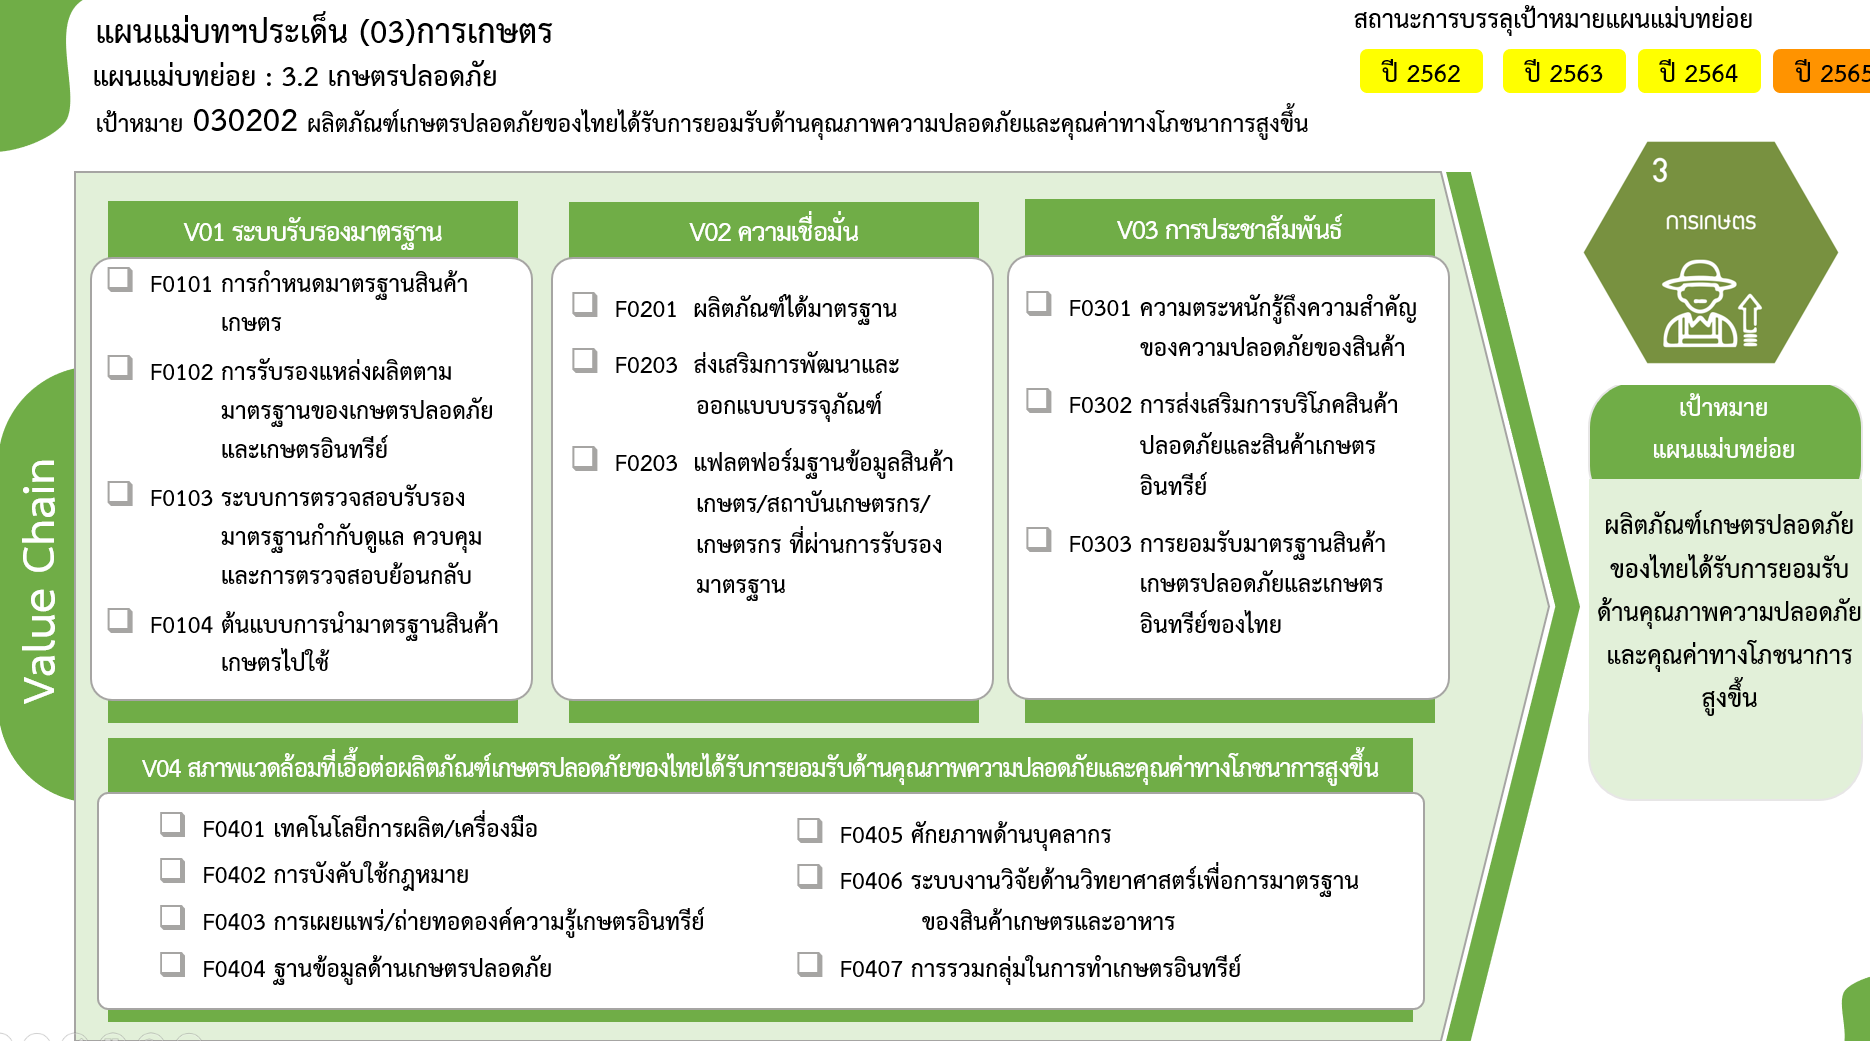 แผนแม่บทฯประเด็น (03)การเกษตร
แผนแม่บทย่อย : 3.2 เกษตรปลอดภัย
เป้าหมาย 030202 ผลิตภัณฑ์เกษตรปลอดภัยของไทยได้รับการยอมรับด้านคุณภาพความปลอดภัยและคุณค่าทางโภชนาการสูงขึ้น
สถานะการบรรลุเป้าหมายแผนแม่บทย่อย
ปี 2562 ปี 2563 ปี 2564 ปี 2565
Value Chain
V01 ระบบรับรองมาตรฐาน
F0101 การกำหนดมาตรฐานสินค้า
เกษตร
F0102 การรับรองแหล่งผลิตตาม
มาตรฐานของเกษตรปลอดภัย
และเกษตรอินทรีย์
F0103 ระบบการตรวจสอบรับรอง
มาตรฐานกำกับดูแล ควบคุม
และการตรวจสอบย้อนกลับ
F0104 ต้นแบบการนำมาตรฐานสินค้า
เกษตรไปใช้
V02 ความเชื่อมั่น
F0201 ผลิตภัณฑ์ได้มาตรฐาน
F0203 ส่งเสริมการพัฒนาและ
ออกแบบบรรจุภัณฑ์
F0203 แฟลตฟอร์มฐานข้อมูลสินค้า
เกษตร/สถาบันเกษตรกร/
เกษตรกร ที่ผ่านการรับรอง
มาตรฐาน
V03 การประชาสัมพันธ์
F0301 ความตระหนักรู้ถึงความสำคัญ
ของความปลอดภัยของสินค้า
F0302 การส่งเสริมการบริโภคสินค้า
ปลอดภัยและสินค้าเกษตร
อินทรีย์
F0303 การยอมรับมาตรฐานสินค้า
เกษตรปลอดภัยและเกษตร
อินทรีย์ของไทย
V04 สภาพแวดล้อมที่เอื้อต่อผลิตภัณฑ์เกษตรปลอดภัยของไทยได้รับการยอมรับด้านคุณภาพความปลอดภัยและคุณค่าทางโภชนาการสูงขึ้น
F0401 เทคโนโลยีการผลิต/เครื่องมือ
F0402 การบังคับใช้กฎหมาย
F0403 การเผยแพร่/ถ่ายทอดองค์ความรู้เกษตรอินทรีย์
F0404 ฐานข้อมูลด้านเกษตรปลอดภัย
F0405 ศักยภาพด้านบุคลากร
F0406 ระบบงานวิจัยด้านวิทยาศาสตร์เพื่อการมาตรฐาน
ของสินค้าเกษตรและอาหาร
F0407 การรวมกลุ่มในการทำเกษตรอินทรีย์
3
การเกษตร
เป้าหมาย
แผนแม่บทย่อย
ผลิตภัณฑ์เกษตรปลอดภัย
ของไทยได้รับการยอมรับ
ด้านคุณภาพความปลอดภัย
และคุณค่าทางโภชนาการ
สูงขึ้น